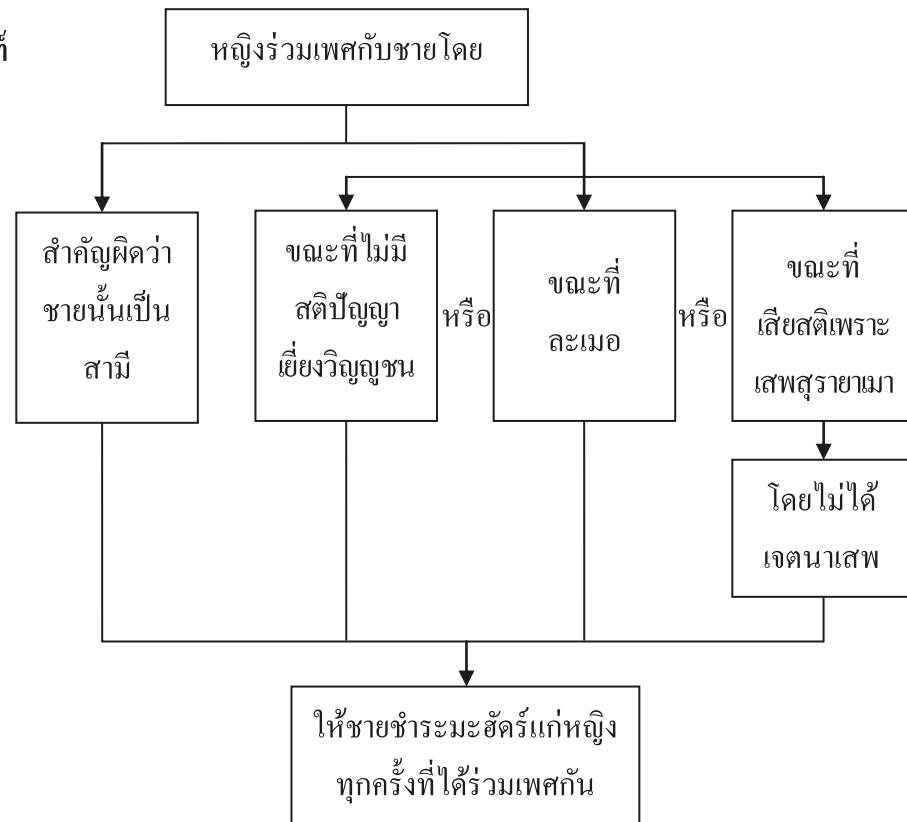 หญิงร่วมเพศกับชายโดย
สำคัญผิดว่า
ชายนั้นเป็น
สามี
ขณะที่ไม่มี
สติปัญญา
เยี่ยงวิญญูชน
หรือ
ขณะที่
ละเมอ
หรือ
ขณะที่
เสียสติเพราะ
เสพสุรายาเมา
โดยไม่ได้
เจตนาเสพ
ให้ชายชำระมะฮัดร์แก่หญิง
ทุกครั้งที่ได้ร่วมเพศกัน